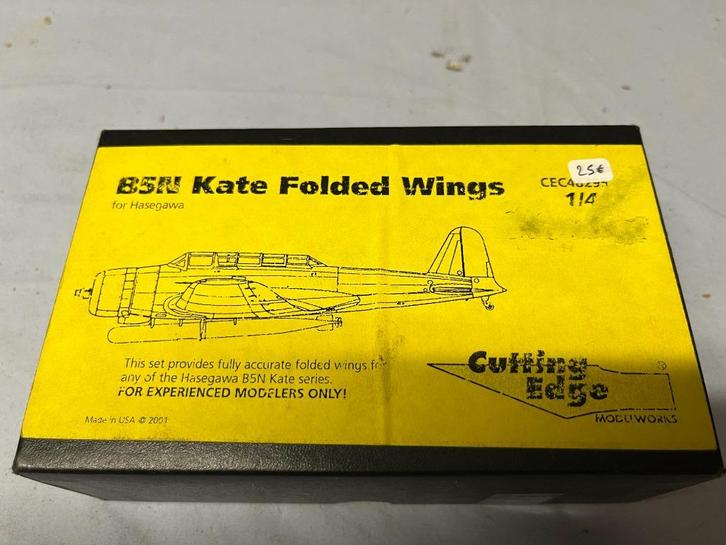 B5N Kate Folded Wings
for Hasegawa
25€
1/4
This set provides fully accurate folded wings for
any of the Hasegawa B5N Kate series.
FOR EXPERIENCED MODELERS ONLY!
Made in USA © 2001
Cutting
Edge
®
MODELWORKS